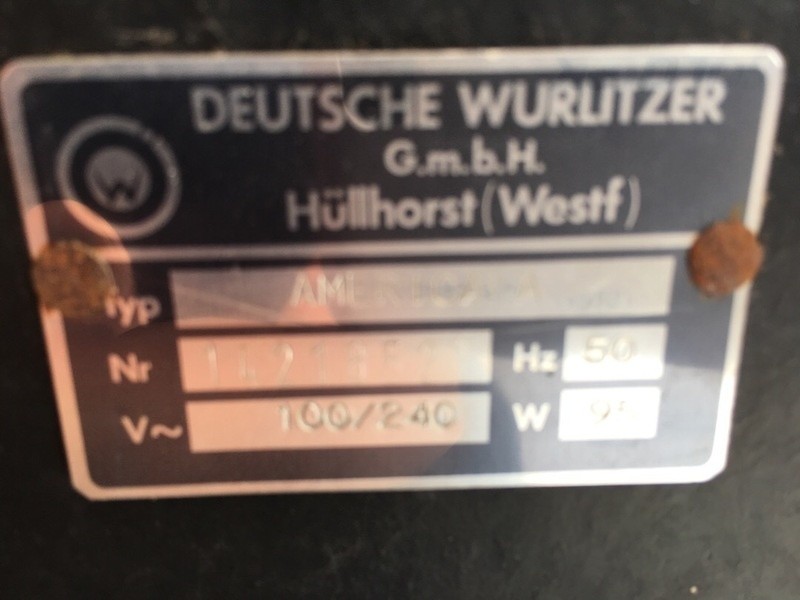 W
DEUTSCHE WURLITZER
G.m.b.H.
Hüllhorst (Westf)
Typ
Nr
Hz 50
V~ 100/240 W